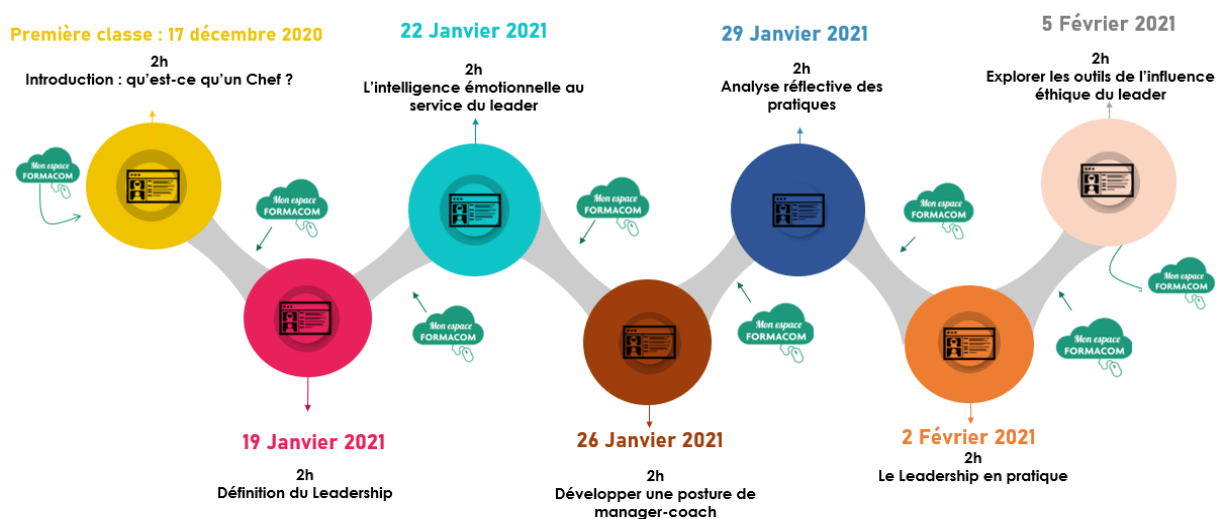 Première classe : 17 décembre 2020
2h
Introduction : qu'est-ce qu'un Chef ?
22 Janvier 2021
2h
L'intelligence émotionnelle au
service du leader
29 Janvier 2021
2h
Analyse réflective des
pratiques
5 Février 2021
2h
Explorer les outils de l'influence
éthique du leader
Mon espace
FORMACOM
Mon espace
FORMACOM
Mon espace
FORMACOM
Mon espace
FORMACOM
Mon espace
FORMACOM
Mon espace
FORMACOM
Mon espace
FORMACOM
Mon espace
FORMACOM
19 Janvier 2021
2h
Définition du Leadership
26 Janvier 2021
2h
Développer une posture de
manager-coach
2 Février 2021
2h
Le Leadership en pratique